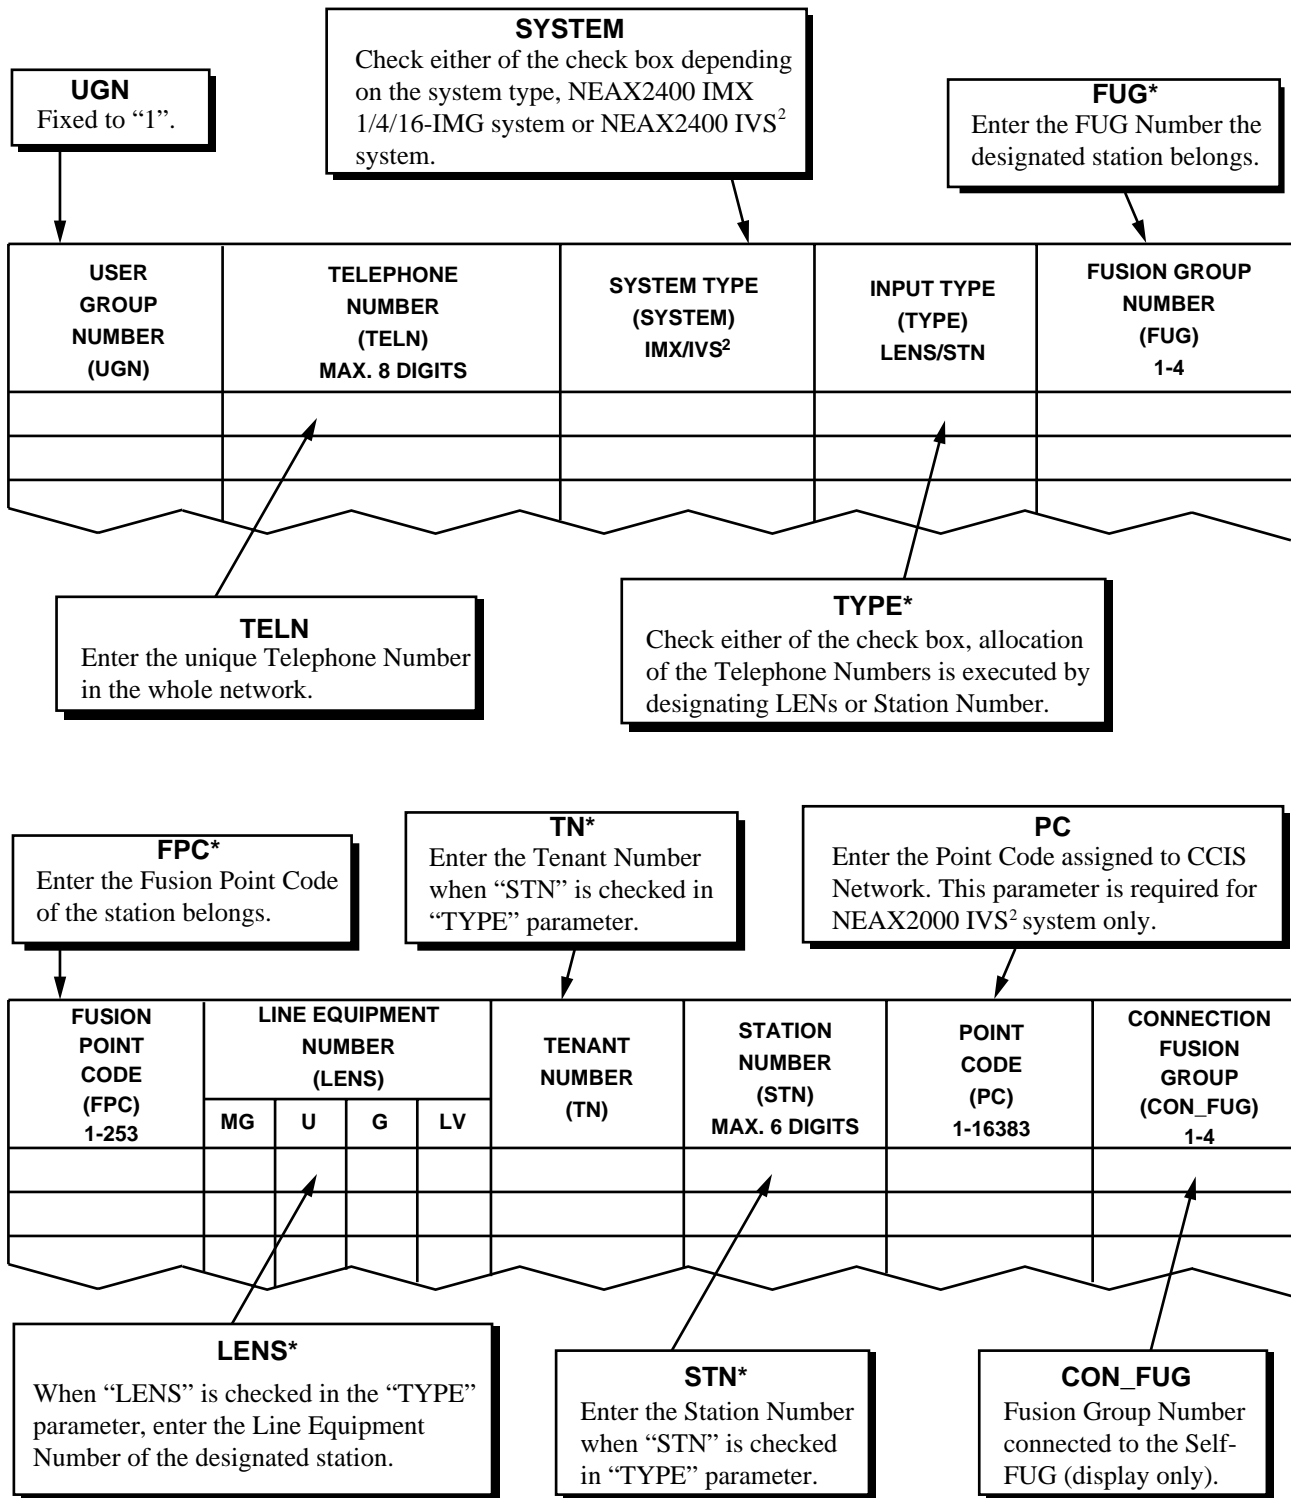 SYSTEM
Check either of the check box depending
on the system type, NEAX2400 IMX
1/4/16-IMG system or NEAX2400 IVS²
system.
UGN
Fixed to “1”.
FUG*
Enter the FUG Number the
designated station belongs.
USER
GROUP
NUMBER
(UGN)
TELEPHONE
NUMBER
(TELN)
MAX. 8 DIGITS
SYSTEM TYPE
(SYSTEM)
IMX/IVS²
INPUT TYPE
(TYPE)
LENS/STN
FUSION GROUP
NUMBER
(FUG)
1-4
TELN
Enter the unique Telephone Number
in the whole network.
TYPE*
Check either of the check box, allocation
of the Telephone Numbers is executed by
designating LENs or Station Number.
FPC*
Enter the Fusion Point Code
of the station belongs.
TN*
Enter the Tenant Number
when “STN” is checked in
“TYPE” parameter.
PC
Enter the Point Code assigned to CCIS
Network. This parameter is required for
NEAX2000 IVS² system only.
FUSION
POINT
CODE
(FPC)
1-253
LINE EQUIPMENT
NUMBER
(LENS)
MG U G LV
TENANT
NUMBER
(TN)
STATION
NUMBER
(STN)
MAX. 6 DIGITS
POINT
CODE
(PC)
1-16383
CONNECTION
FUSION
GROUP
(CON_FUG)
1-4
LENS*
When “LENS” is checked in the “TYPE”
parameter, enter the Line Equipment
Number of the designated station.
STN*
Enter the Station Number
when “STN” is checked
in “TYPE” parameter.
CON_FUG
Fusion Group Number
connected to the Self-
FUG (display only).